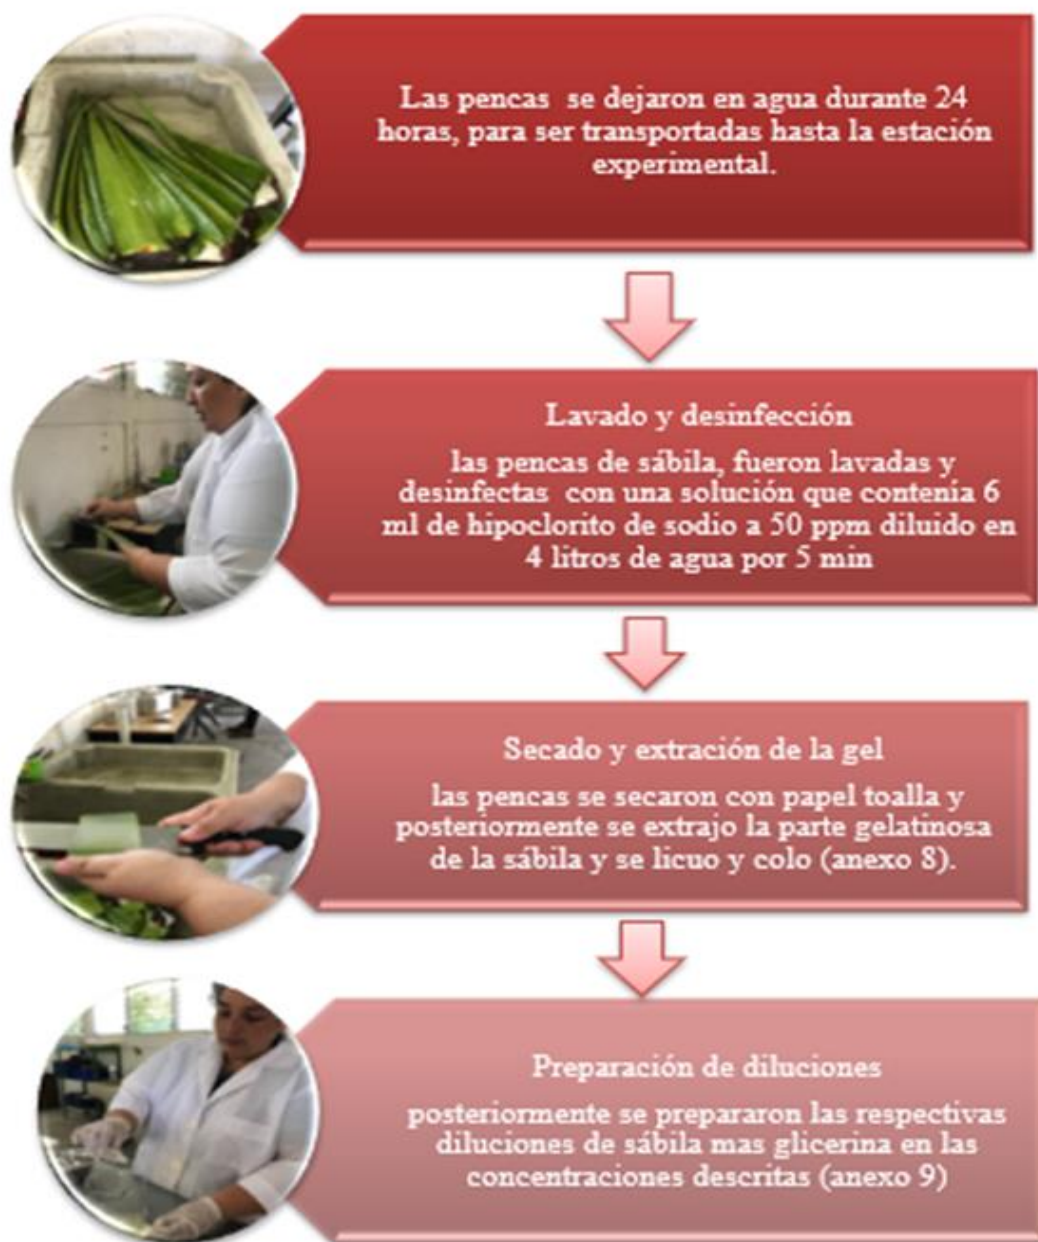 Las pencas se dejaron en agua durante 24
horas, para ser transportadas hasta la estación
experimental.
Lavado y desinfección
las pencas de sábila, fueron lavadas y
desinfectas con una solución que contenia 6
ml de hipoclorito de sodio a 50 ppm diluido en
4 litros de agua por 5 min
Secado y extración de la gel
las pencas se secaron con papel toalla y
posteriormente se extrajo la parte gelatinosa
de la sábila y se licuo y colo (anexo 8).
Preparación de diluciones
posteriormente se prepararon las respectivas
diluciones de sábila mas glicerina en las
concentraciones descritas (anexo 9)